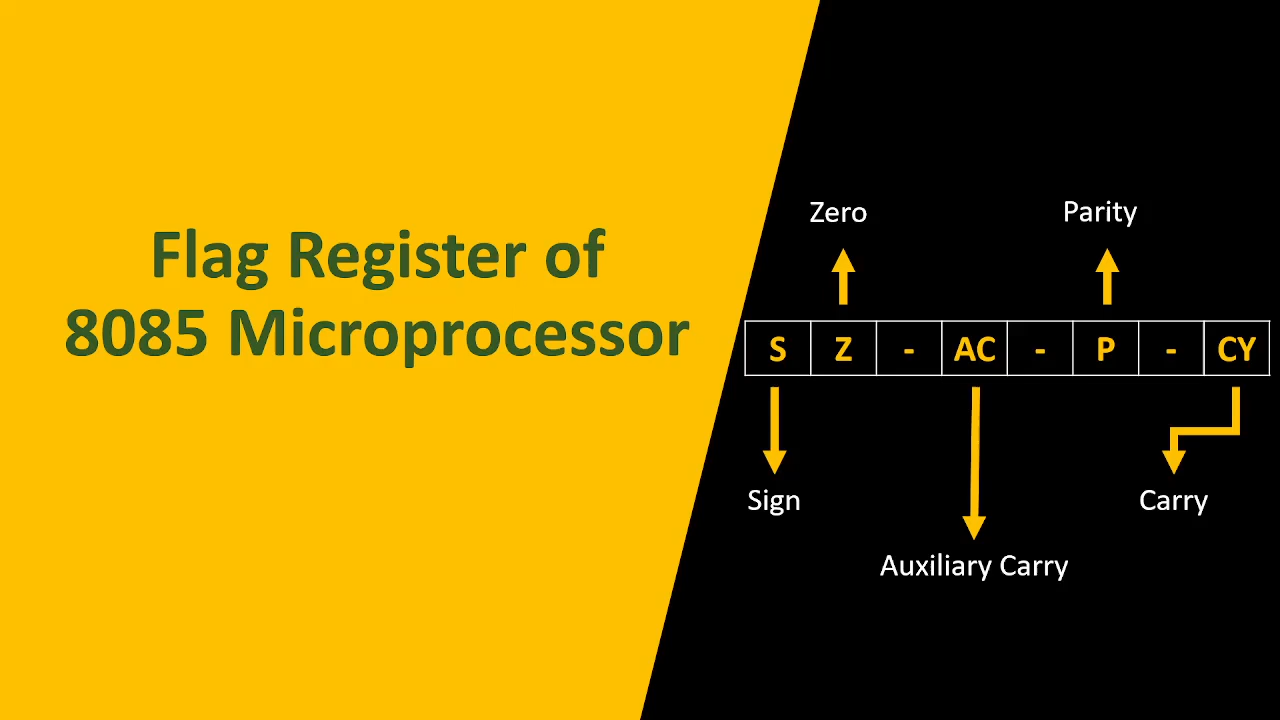 Flag Register of
8085 Microprocessor
Zero Parity
S Z - AC - P - CY
Sign Carry
Auxiliary Carry